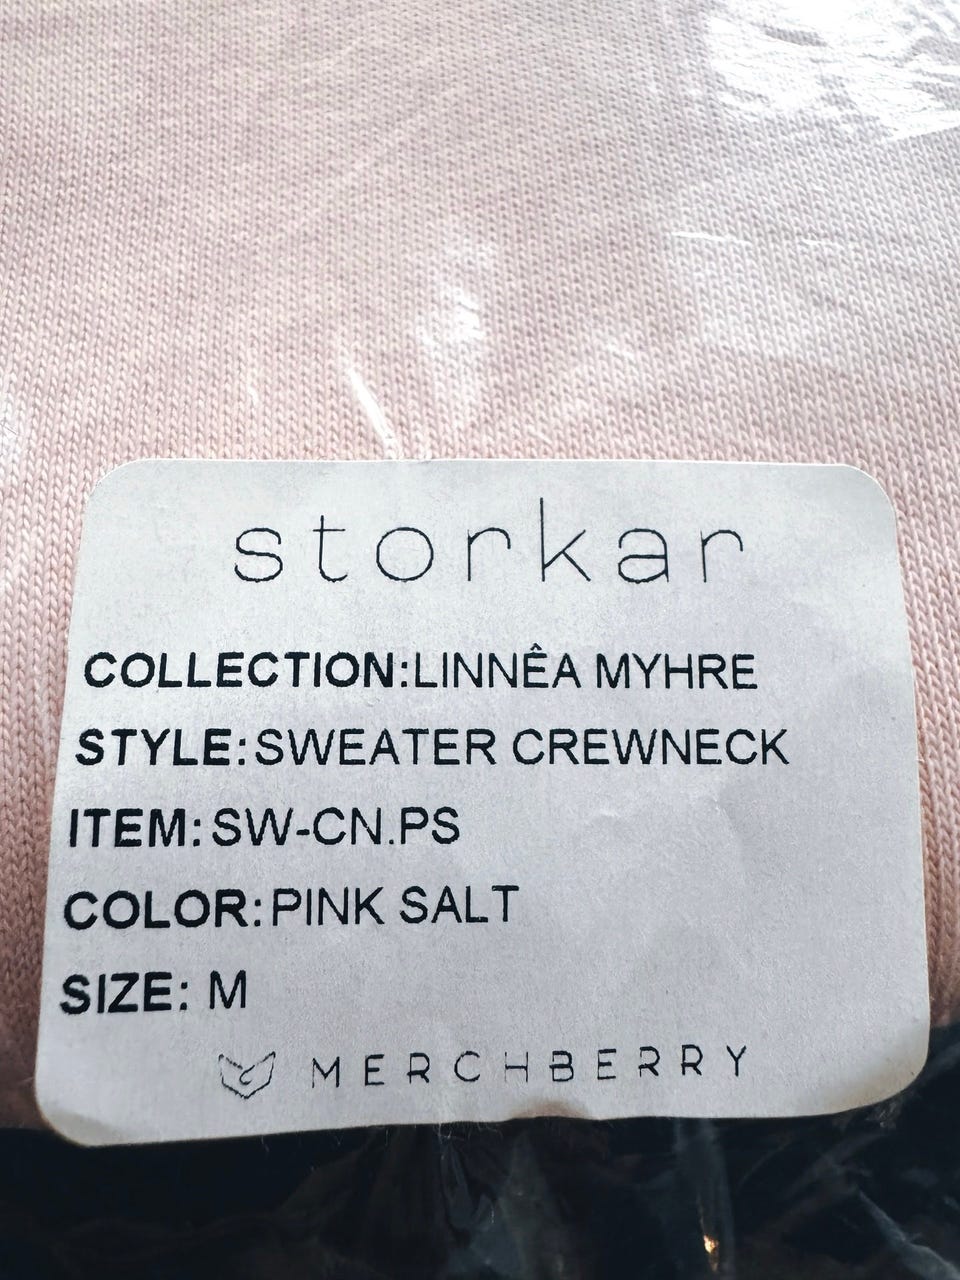 storkar
COLLECTION:LINNÊA MYHRE
STYLE:SWEATER CREWNECK
ITEM:SW-CN.PS
COLOR:PINK SALT
SIZE: M
MERCHBERRY